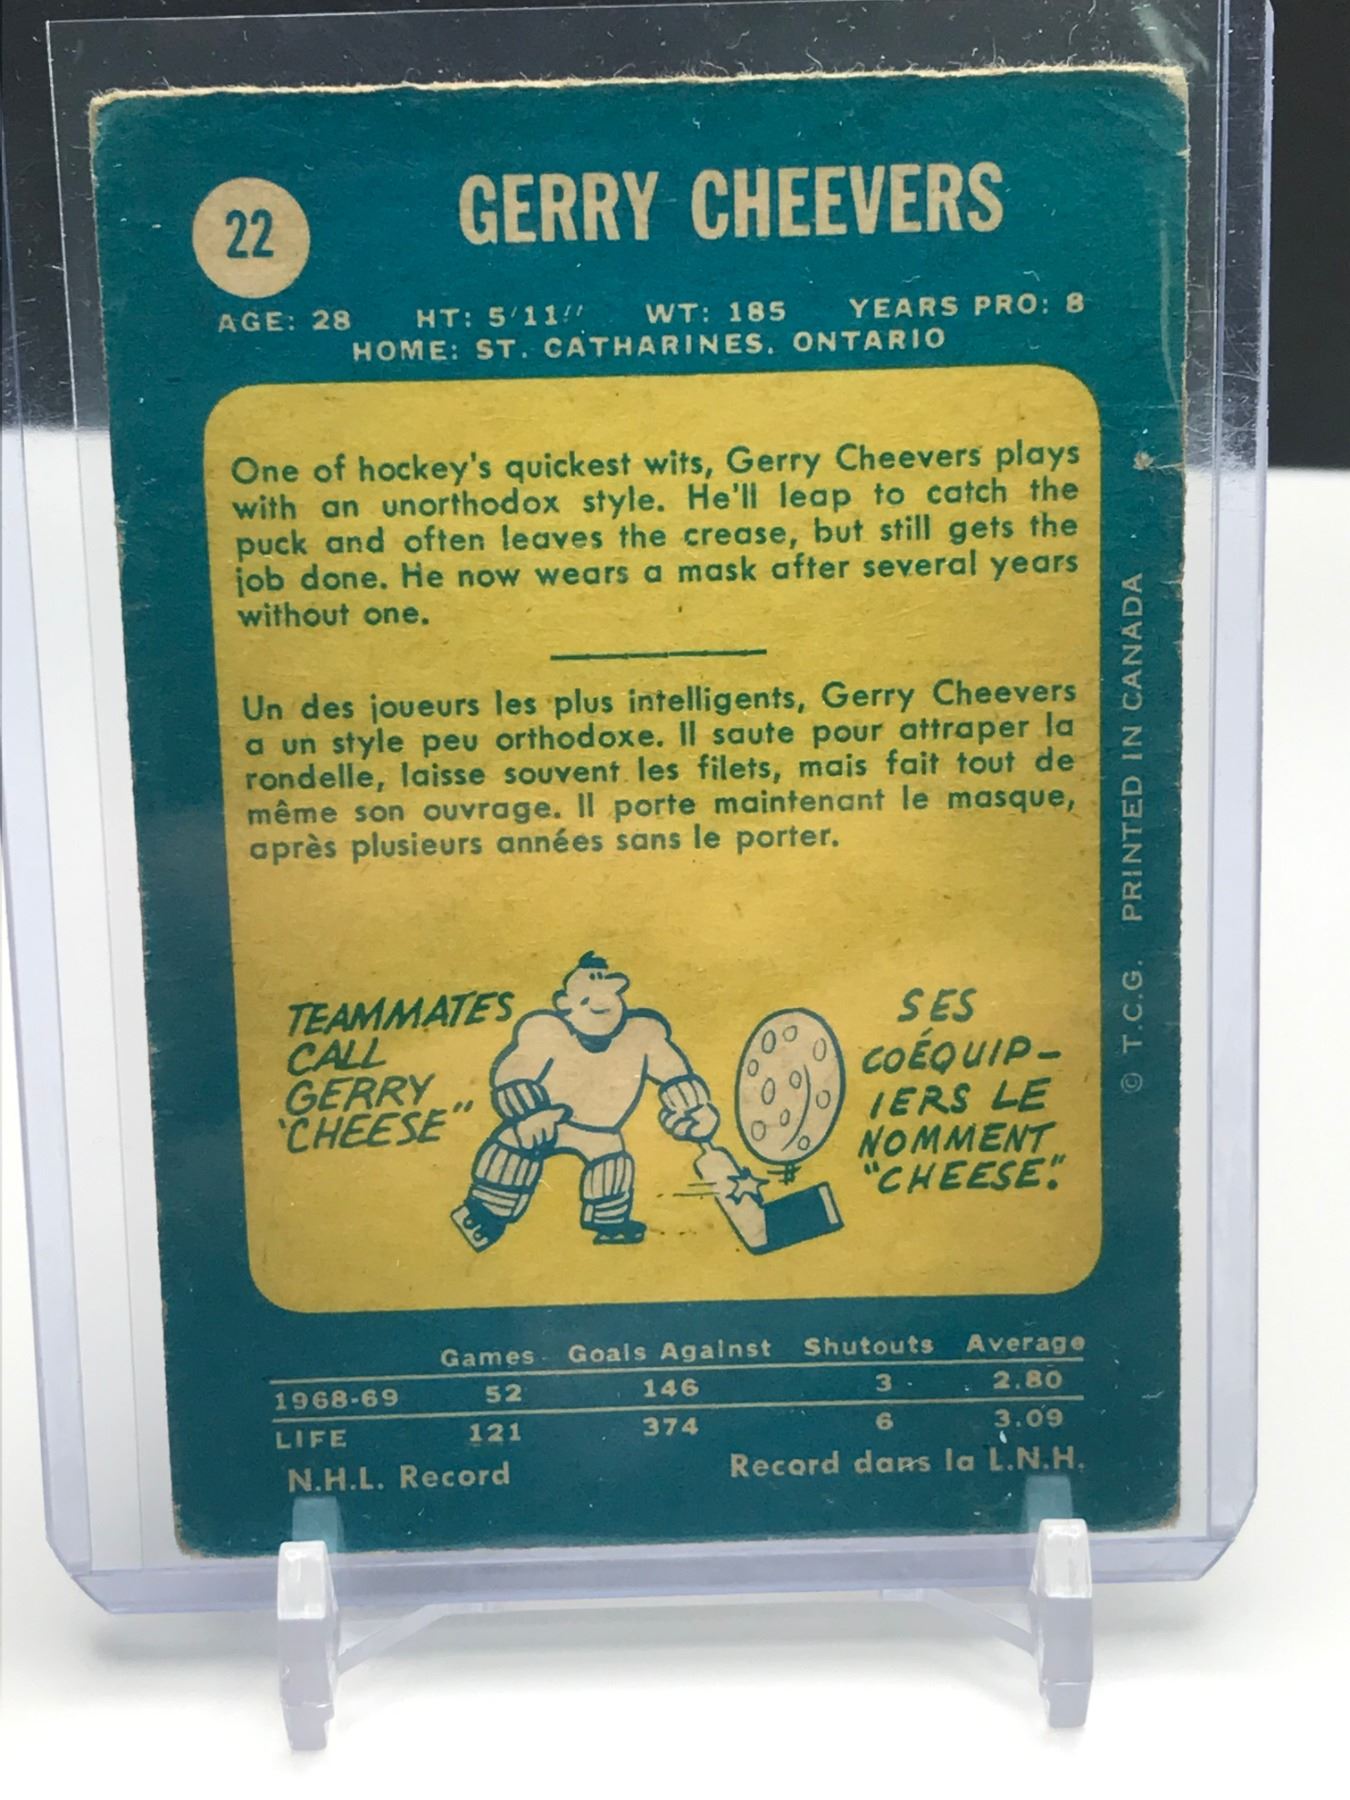 22
GERRY CHEEVERS
AGE: 28 HT: 5'11" WT: 185 YEARS PRO: 8
HOME: ST. CATHARINES, ONTARIO
One of hockey's quickest wits, Gerry Cheevers plays
with an unorthodox style. He'll leap to catch the
puck and often leaves the crease, but still gets the
job done. He now wears a mask after several years
without one.
Un des joueurs les plus intelligents, Gerry Cheevers
a un style peu orthodoxe. Il saute pour attraper la
rondelle, laisse souvent les filets, mais fait tout de
même son ouvrage. Il porte maintenant le masque,
après plusieurs années sans le porter.
TEAMMATES
CALL
GERRY
"CHEESE"
SES
COÉQUIP-
IERS LE
NOMMENT
"CHEESE."
© T.C.G. PRINTED IN CANADA
Games Goals Against Shutouts Average
1968-69 52 146 3 2.80
LIFE 121 374 6 3.09
N.H.L. Record Record dans la L.N.H.